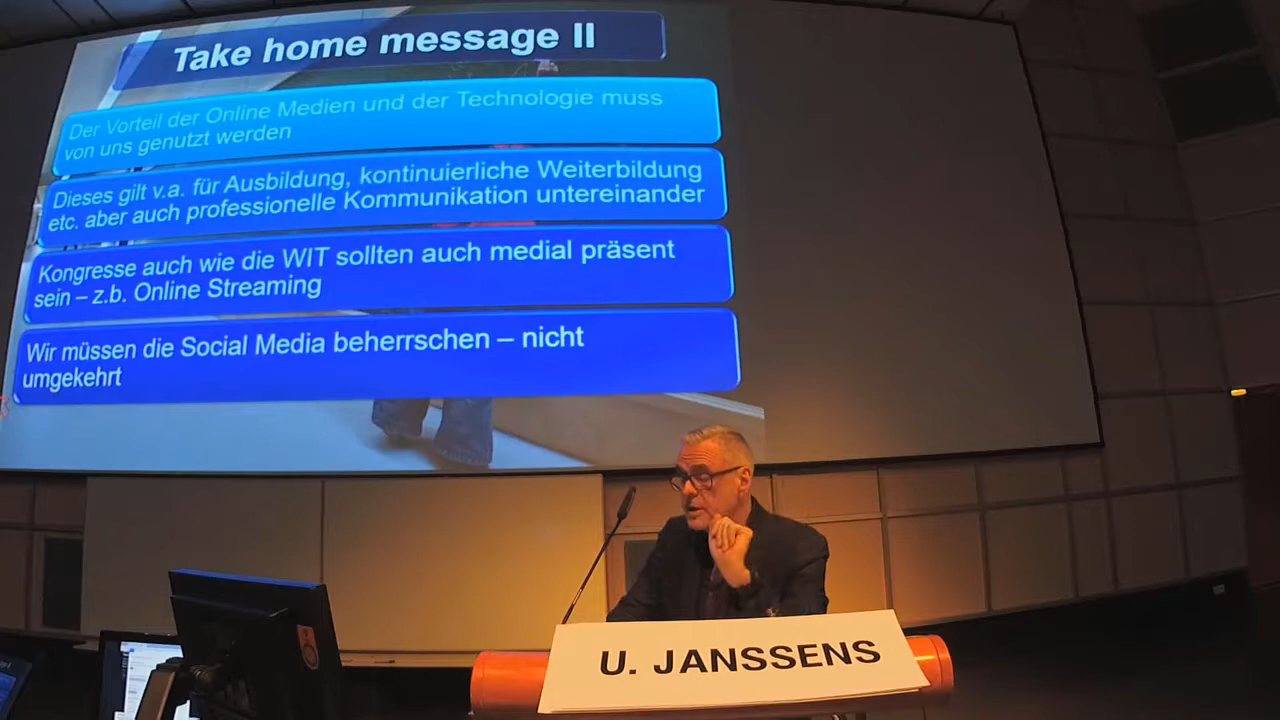 Take home message II
Der Vorteil der Online Medien und der Technologie muss
von uns genutzt werden
Dieses gilt v.a. für Ausbildung, kontinuierliche Weiterbildung
etc. aber auch professionelle Kommunikation untereinander
Kongresse auch wie die WIT sollten auch medial präsent
sein – z.b. Online Streaming
Wir müssen die Social Media beherrschen – nicht
umgekehrt
U. JANSSENS